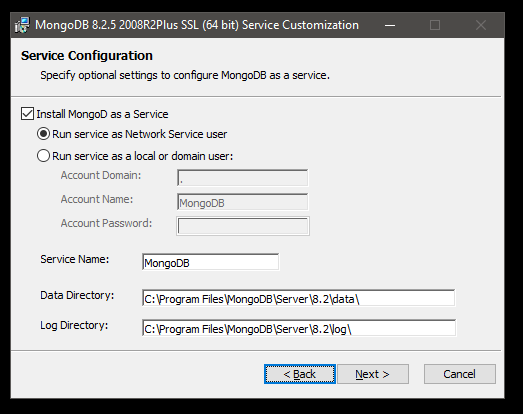 MongoDB 8.2.5 2008R2Plus SSL (64 bit) Service Customization
Service Configuration
Specify optional settings to configure MongoDB as a service.
Install MongoD as a Service
Run service as Network Service user
Run service as a local or domain user:
Account Domain: .
Account Name: MongoDB
Account Password:
Service Name: MongoDB
Data Directory: C:\Program Files\MongoDB\Server\8.2\data\
Log Directory: C:\Program Files\MongoDB\Server\8.2\log\
< Back Next > Cancel